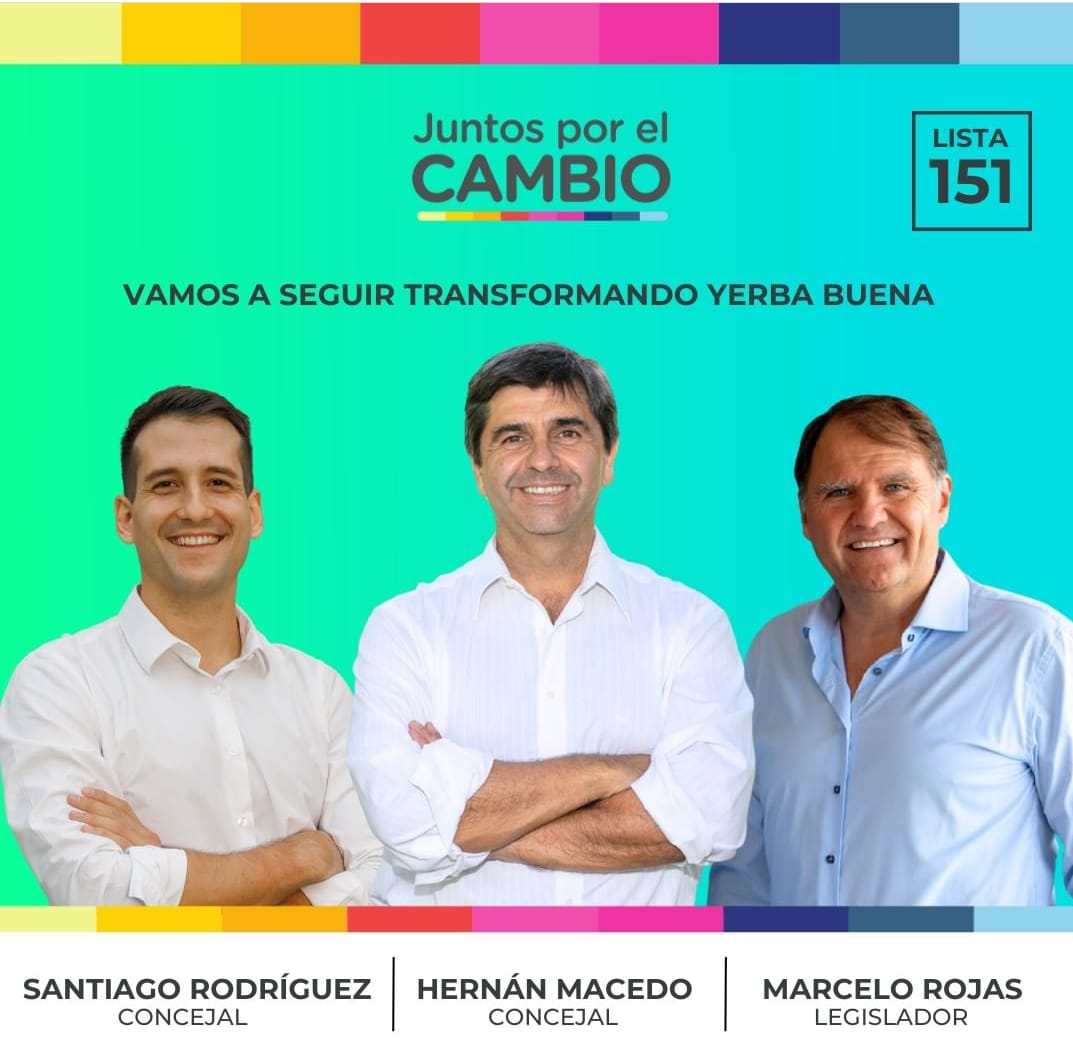 Juntos por el
CAMBIO
LISTA
151
VAMOS A SEGUIR TRANSFORMANDO YERBA BUENA
SANTIAGO RODRÍGUEZ
CONCEJAL
HERNÁN MACEDO
CONCEJAL
MARCELO ROJAS
LEGISLADOR